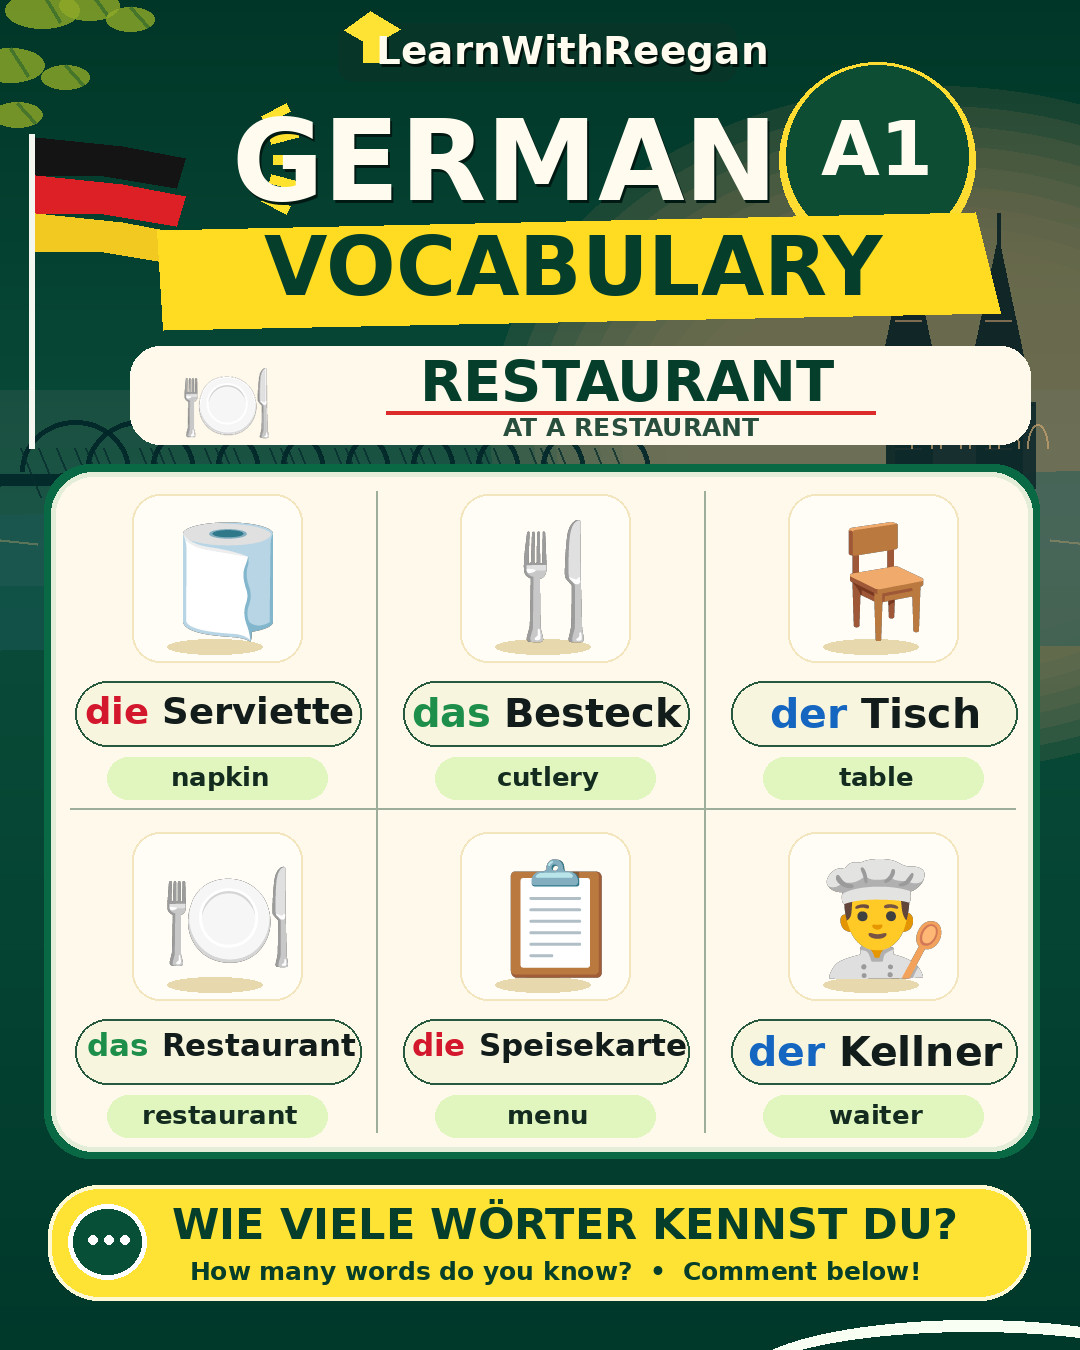 LearnWithReegan
GERMAN
A1
VOCABULARY
RESTAURANT
AT A RESTAURANT
die Serviette
das Besteck
der Tisch
napkin
cutlery
table
das Restaurant
die Speisekarte
der Kellner
restaurant
menu
waiter
WIE VIELE WÖRTER KENNST DU?
How many words do you know? • Comment below!